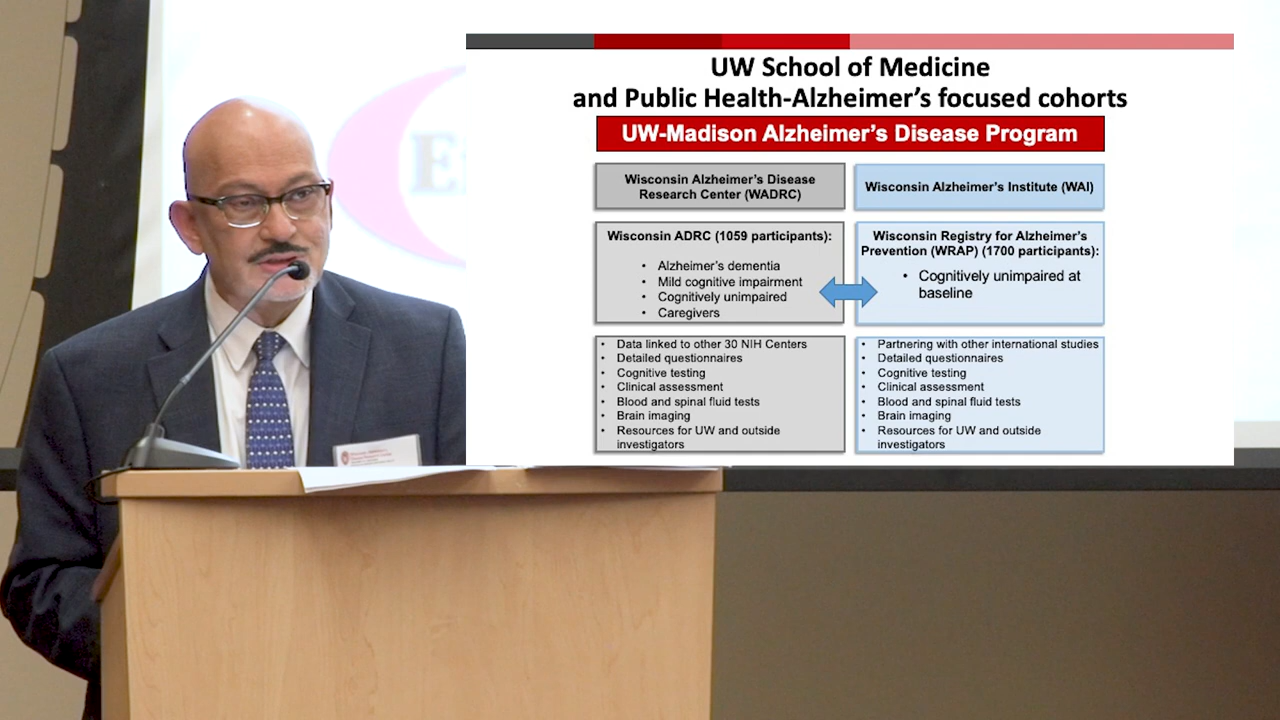 UW School of Medicine
and Public Health-Alzheimer's focused cohorts
UW-Madison Alzheimer's Disease Program
Wisconsin Alzheimer's Disease
Research Center (WADRC)
Wisconsin Alzheimer's Institute (WAI)
Wisconsin ADRC (1059 participants):
• Alzheimer's dementia
• Mild cognitive impairment
• Cognitively unimpaired
• Caregivers
Wisconsin Registry for Alzheimer's
Prevention (WRAP) (1700 participants):
• Cognitively unimpaired at
baseline
• Data linked to other 30 NIH Centers
• Detailed questionnaires
• Cognitive testing
• Clinical assessment
• Blood and spinal fluid tests
• Brain imaging
• Resources for UW and outside
investigators
• Partnering with other international studies
• Detailed questionnaires
• Cognitive testing
• Clinical assessment
• Blood and spinal fluid tests
• Brain imaging
• Resources for UW and outside
investigators